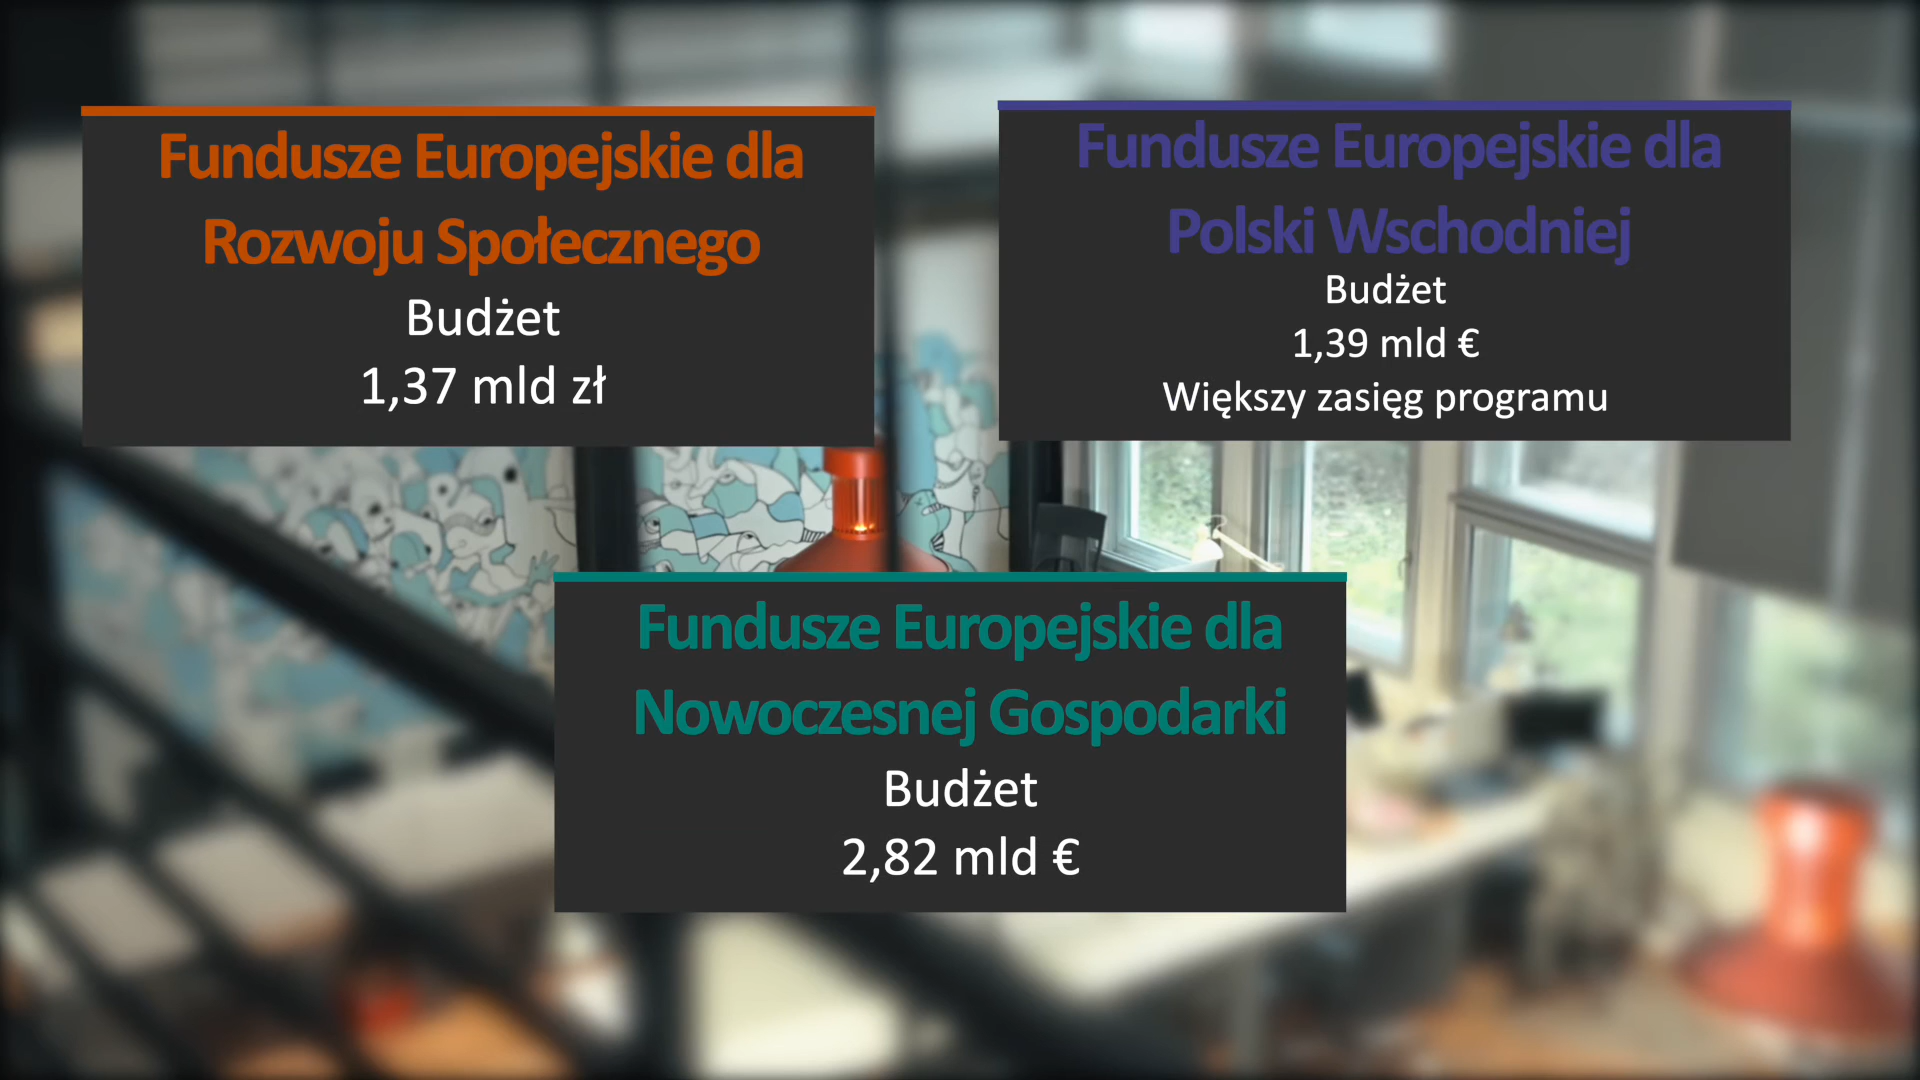 Fundusze Europejskie dla
Rozwoju Społecznego
Budżet
1,37 mld zł
Fundusze Europejskie dla
Polski Wschodniej
Budżet
1,39 mld €
Większy zasięg programu
Fundusze Europejskie dla
Nowoczesnej Gospodarki
Budżet
2,82 mld €